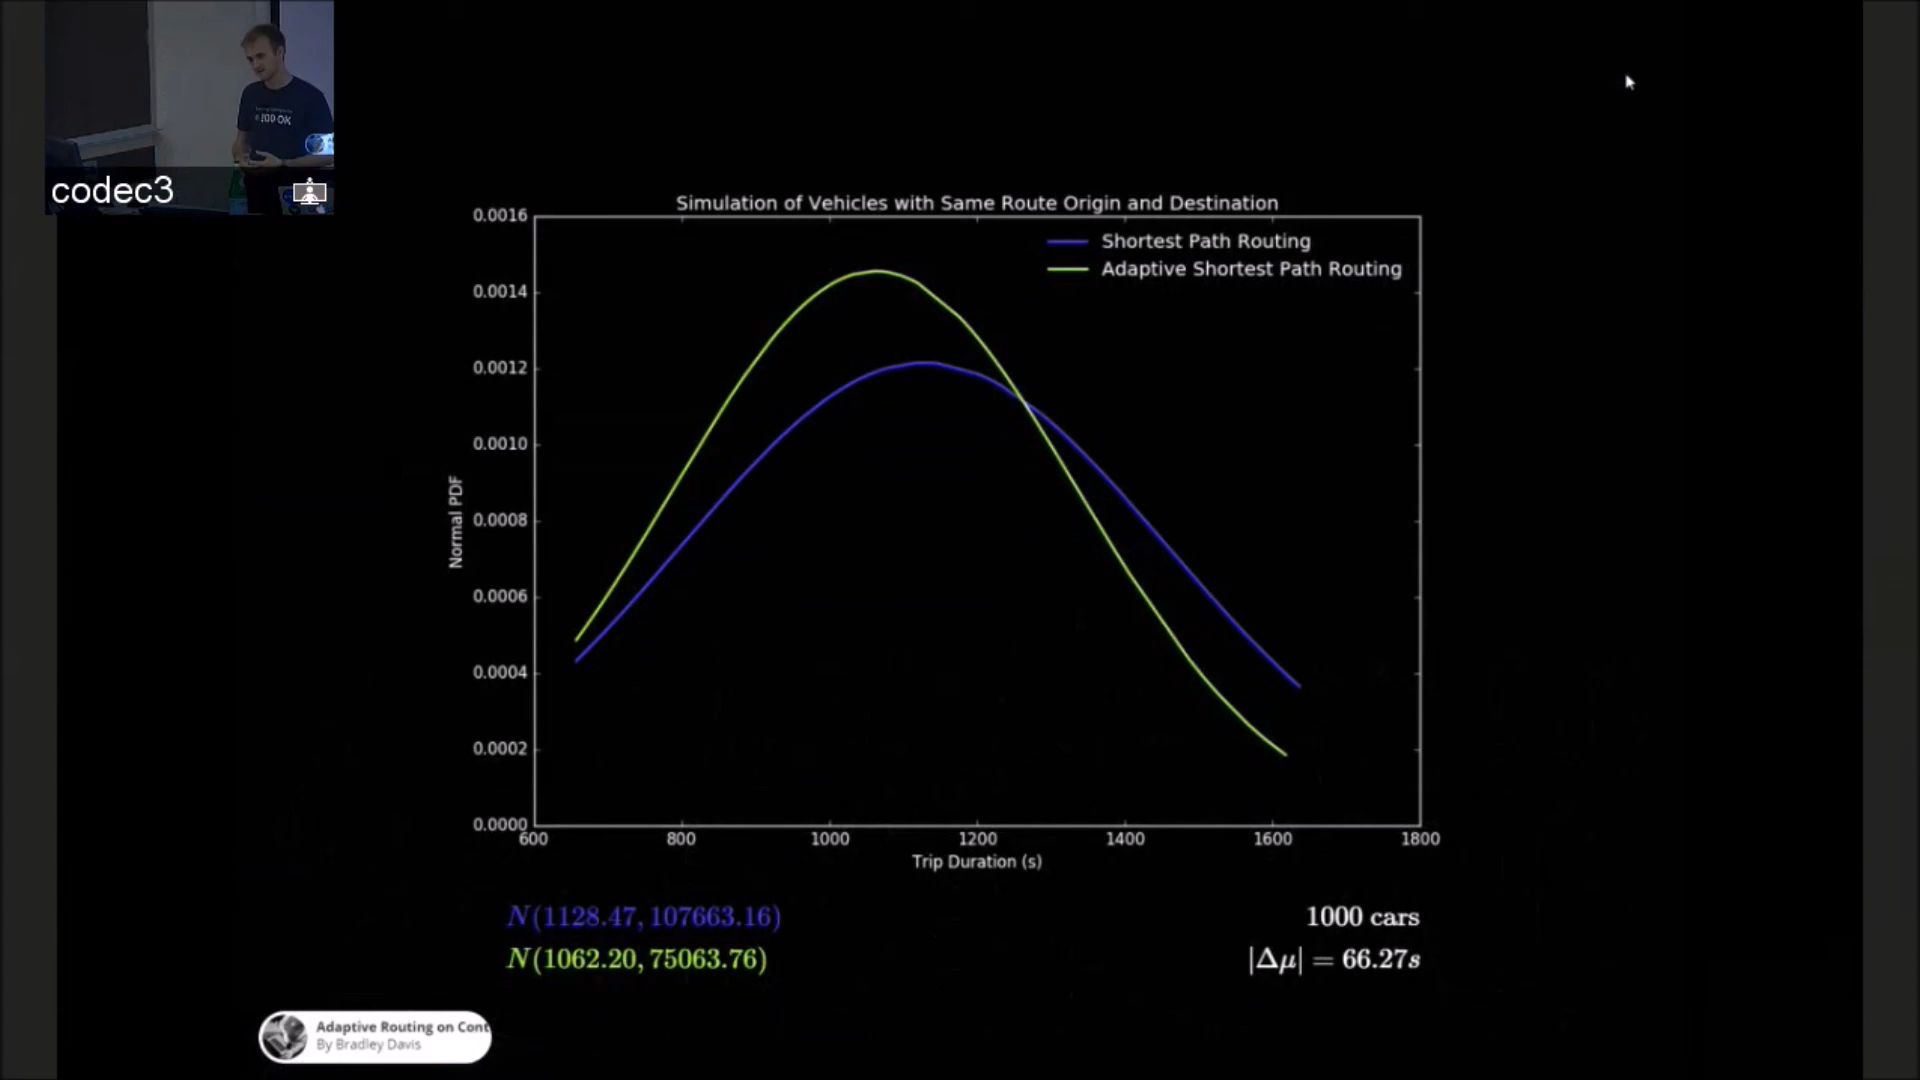 200 OK
codec3
Simulation of Vehicles with Same Route Origin and Destination
Shortest Path Routing
Adaptive Shortest Path Routing
0.0016
0.0014
0.0012
0.0010
0.0008
0.0006
0.0004
0.0002
0.0000
Normal PDF
600 800 1000 1200 1400 1600 1800
Trip Duration (s)
N(1128.47, 107663.16)
1000 cars
N(1062.20, 75063.76)
|Δμ| = 66.27s
Adaptive Routing on Cont
By Bradley Davis